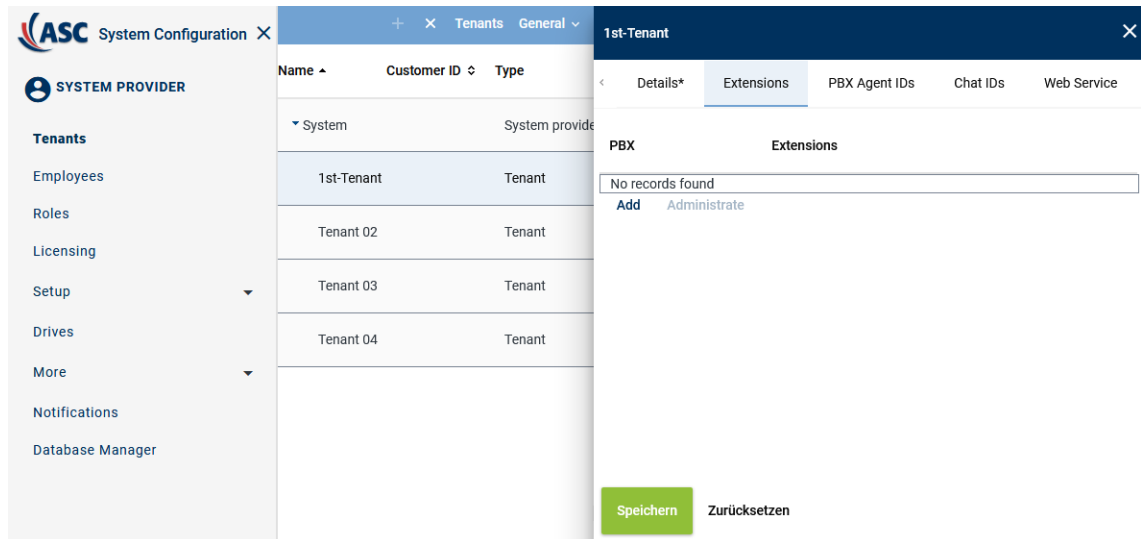 ASC System Configuration
SYSTEM PROVIDER
Tenants
Employees
Roles
Licensing
Setup
Drives
More
Notifications
Database Manager
Tenants General
Name Customer ID Type
System System provide
1st-Tenant Tenant
Tenant 02 Tenant
Tenant 03 Tenant
Tenant 04 Tenant
1st-Tenant
Details* Extensions PBX Agent IDs Chat IDs Web Service
PBX Extensions
No records found
Add Administrate
Speichern Zurücksetzen